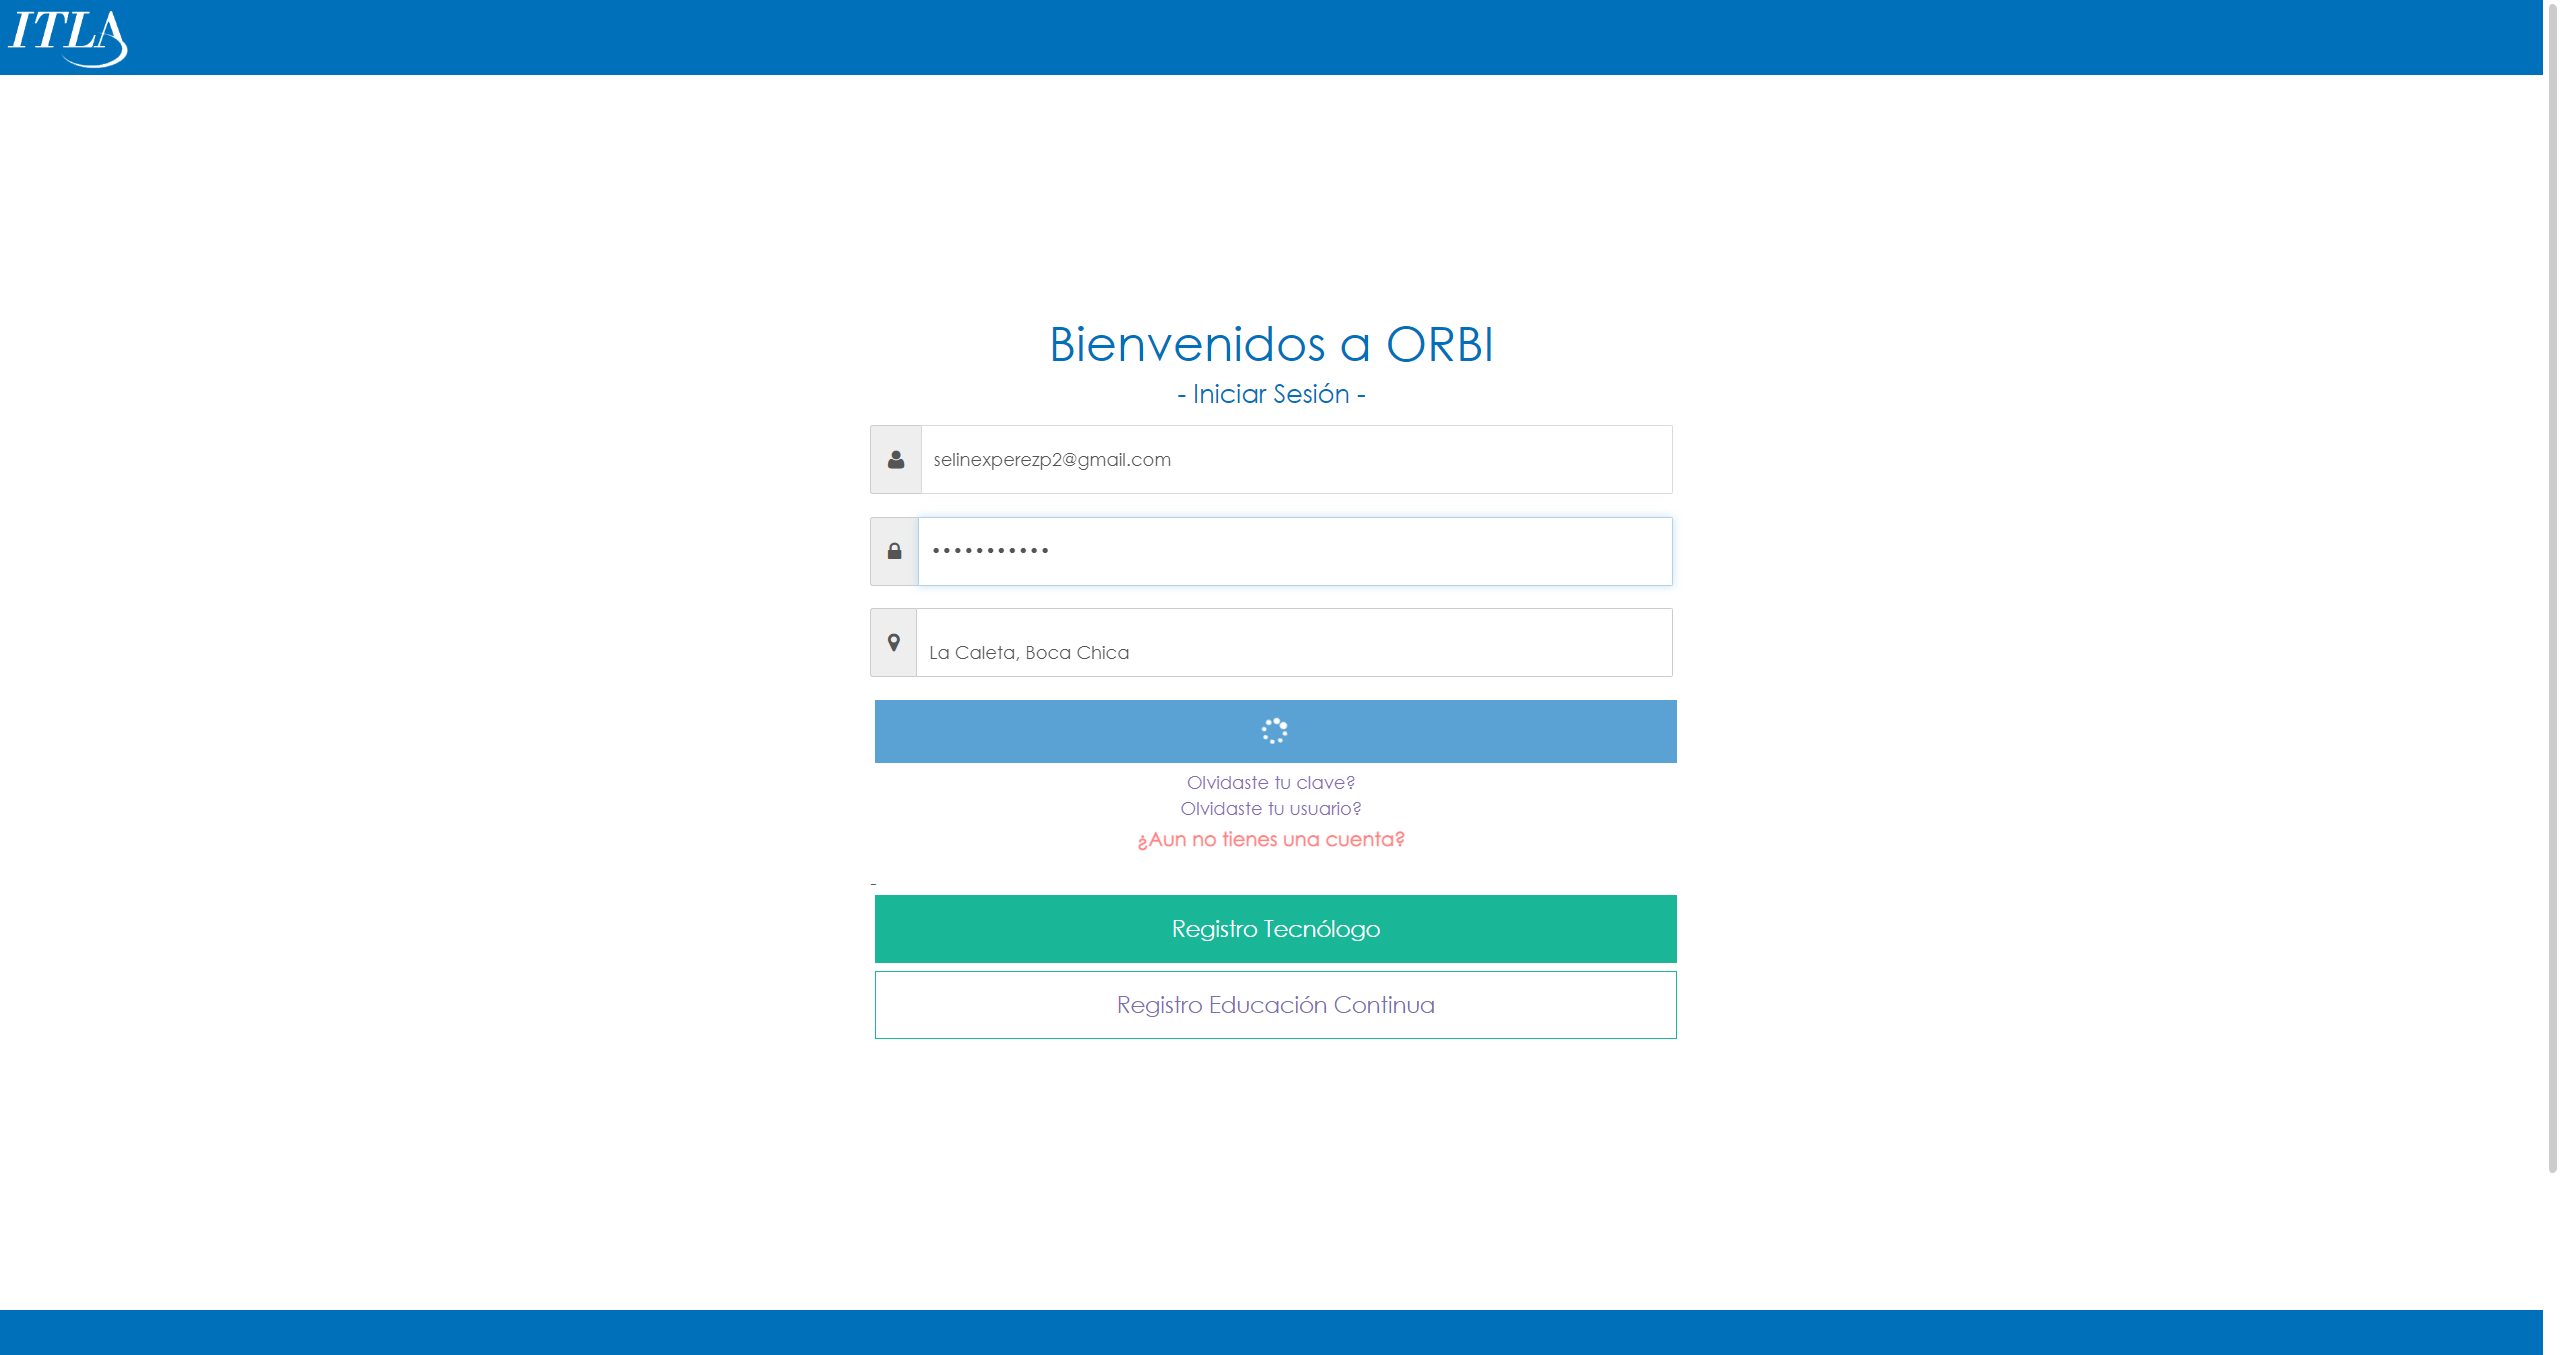 ITLA
Bienvenidos a ORBI
- Iniciar Sesión -
selinexperezp2@gmail.com
•••••••••••
La Caleta, Boca Chica
Olvidaste tu clave?
Olvidaste tu usuario?
¿Aun no tienes una cuenta?
-
Registro Tecnólogo
Registro Educación Continua